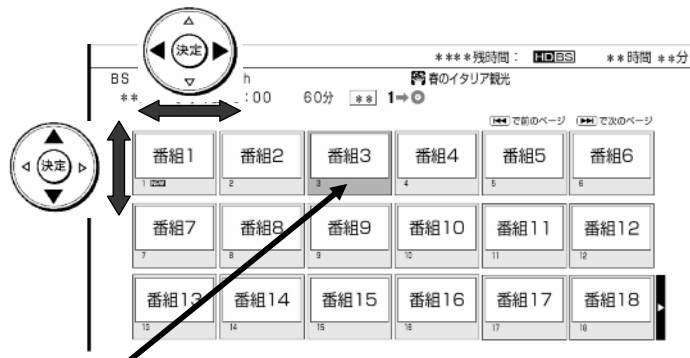 決定
****残時間： HD BS **時間 **分
BS h 春のイタリア観光
** :00 60分 ** 1⇒
⏮で前のページ ⏭で次のページ
決定
番組1 番組2 番組3 番組4 番組5 番組6
1 NEW 2 3 4 5 6
番組7 番組8 番組9 番組10 番組11 番組12
7 8 9 10 11 12
番組13 番組14 番組15 番組16 番組17 番組18
13 14 15 16 17 18